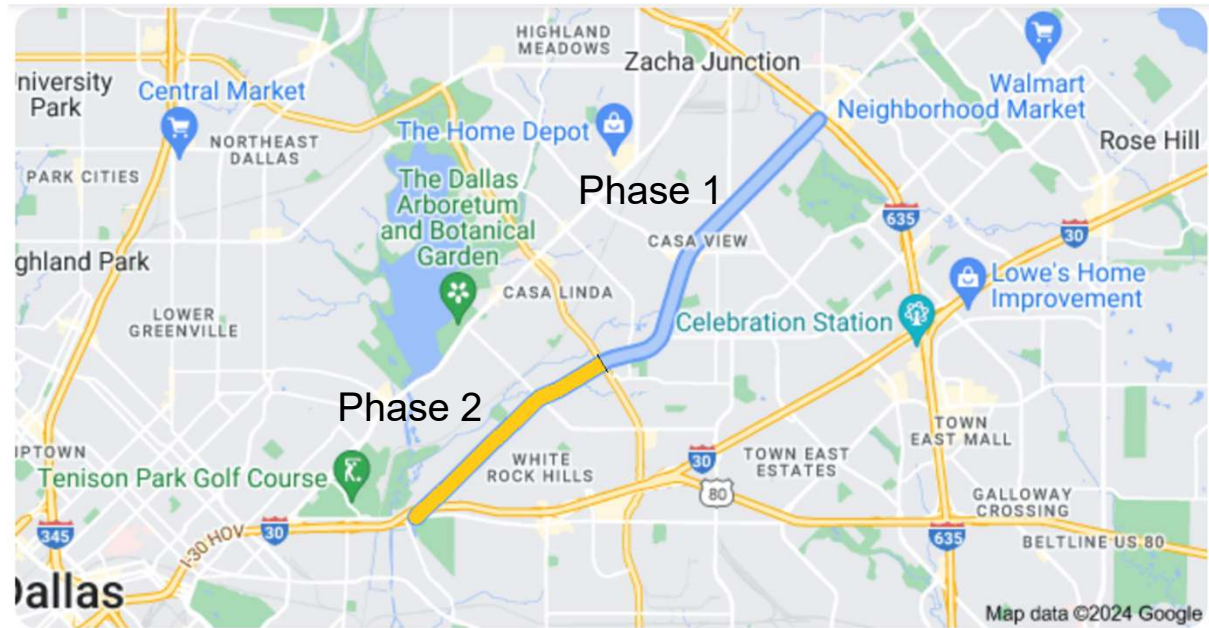 HIGHLAND
MEADOWS
Zacha Junction
Walmart
Neighborhood Market
niversity
Park
Central Market
The Home Depot
NORTHEAST
DALLAS
Rose Hill
PARK CITIES
The Dallas
Arboretum
and Botanical
Garden
Phase 1
635
30
CASA VIEW
ghland Park
Lowe's Home
Improvement
CASA LINDA
LOWER
GREENVILLE
Celebration Station
Phase 2
TOWN
EAST MALL
IPTOWN
Tenison Park Golf Course
WHITE
ROCK HILLS
30
TOWN EAST
ESTATES
80
GALLOWAY
CROSSING
345
I-30 HOV
30
635
BELTLINE US 80
Dallas
Map data ©2024 Google